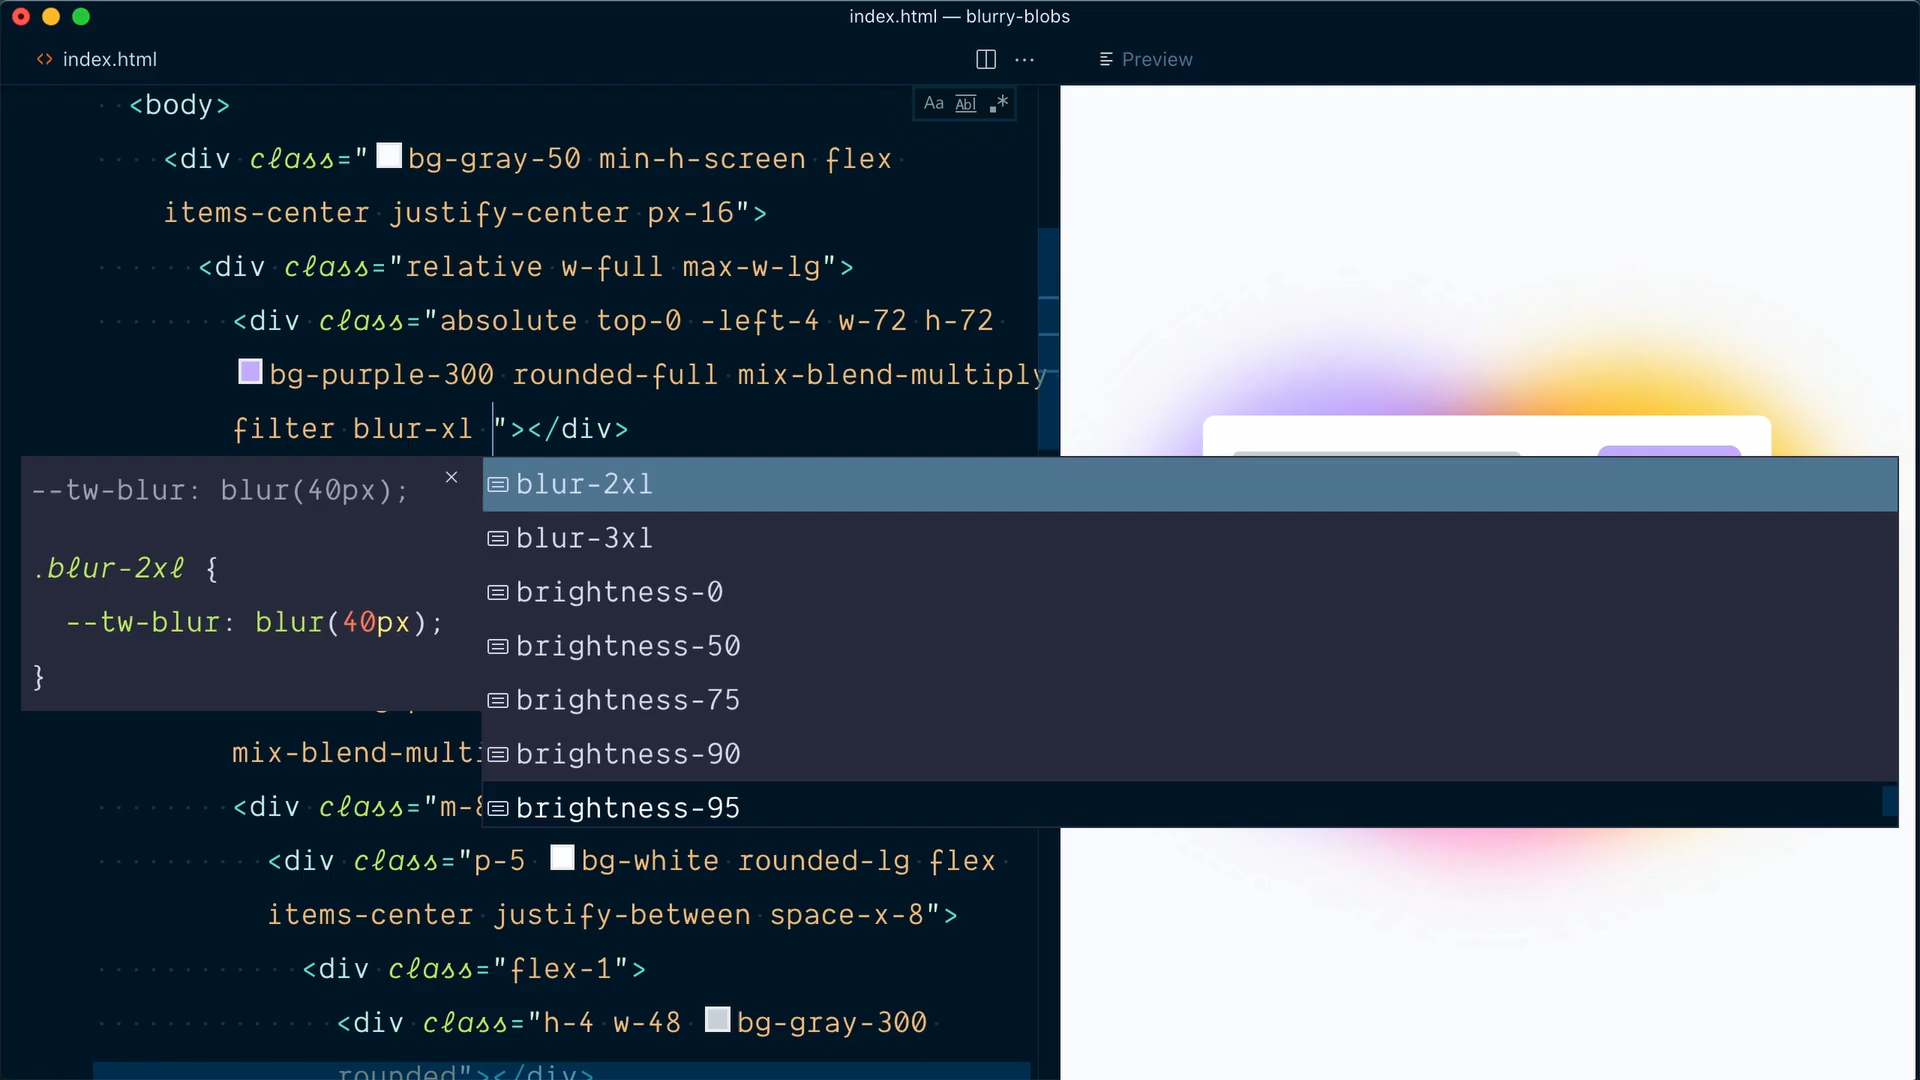 index.html — blurry-blobs
<> index.html
Preview
<body>
Aa Abl .*
<div class="bg-gray-50 min-h-screen flex
items-center justify-center px-16">
<div class="relative w-full max-w-lg">
<div class="absolute top-0 -left-4 w-72 h-72
bg-purple-300 rounded-full mix-blend-multiply
filter blur-xl "></div>
--tw-blur: blur(40px);
.blur-2xl {
--tw-blur: blur(40px);
}
blur-2xl
blur-3xl
brightness-0
brightness-50
brightness-75
brightness-90
brightness-95
mix-blend-multi
<div class="m-8
<div class="p-5 bg-white rounded-lg flex
items-center justify-between space-x-8">
<div class="flex-1">
<div class="h-4 w-48 bg-gray-300
rounded"></div>